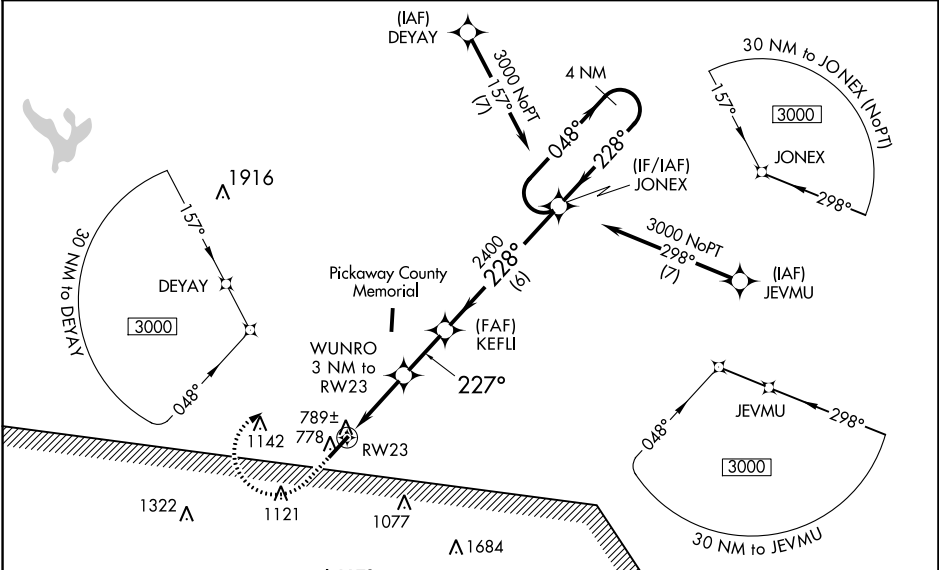 (IAF)
DEYAY
3000 NoPT
157°
(7)
4 NM
048°
228°
(IF/IAF)
JONEX
30 NM to JONEX (NoPT)
157°
3000
JONEX
298°
1916
157°
DEYAY
30 NM to DEYAY
3000
048°
3000 NoPT
298°
(7)
(IAF)
JEVMU
2400
228°
(6)
Pickaway County
Memorial
(FAF)
KEFLI
WUNRO
3 NM to
RW23
227°
789±
778
RW23
1142
1121
1322
1077
1684
JEVMU
048°
298°
3000
30 NM to JEVMU